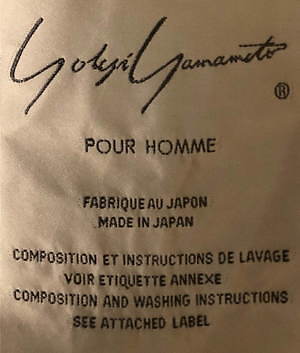 Yohji Yamamoto
®
POUR HOMME
FABRIQUE AU JAPON
MADE IN JAPAN
COMPOSITION ET INSTRUCTIONS DE LAVAGE
VOIR ETIQUETTE ANNEXE
COMPOSITION AND WASHING INSTRUCTIONS
SEE ATTACHED LABEL